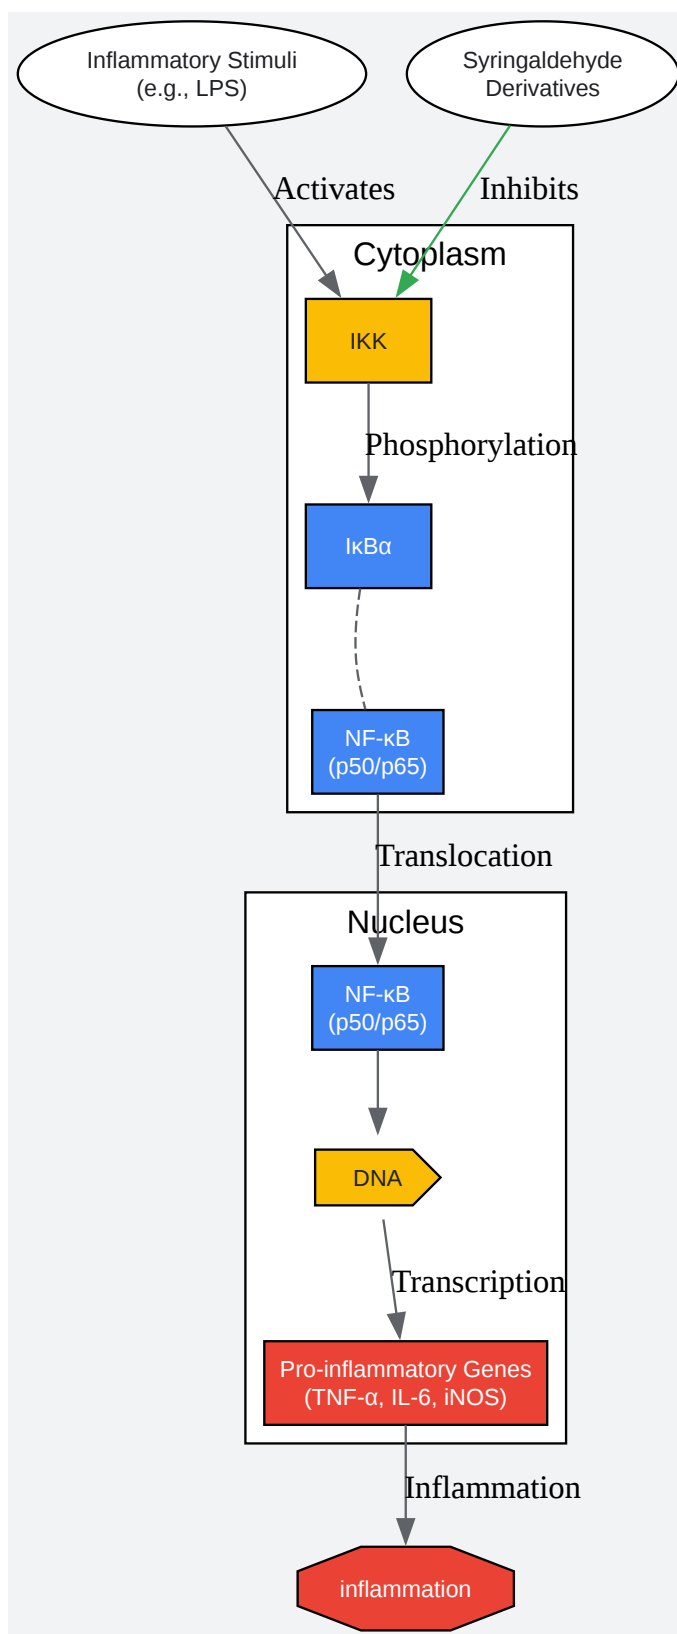 Inflammatory Stimuli
(e.g., LPS)
Syringaldehyde
Derivatives
Activates
Inhibits
Cytoplasm
IKK
Phosphorylation
IκBα
NF-κB
(p50/p65)
Translocation
Nucleus
NF-κB
(p50/p65)
DNA
Transcription
Pro-inflammatory Genes
(TNF-α, IL-6, iNOS)
Inflammation
inflammation